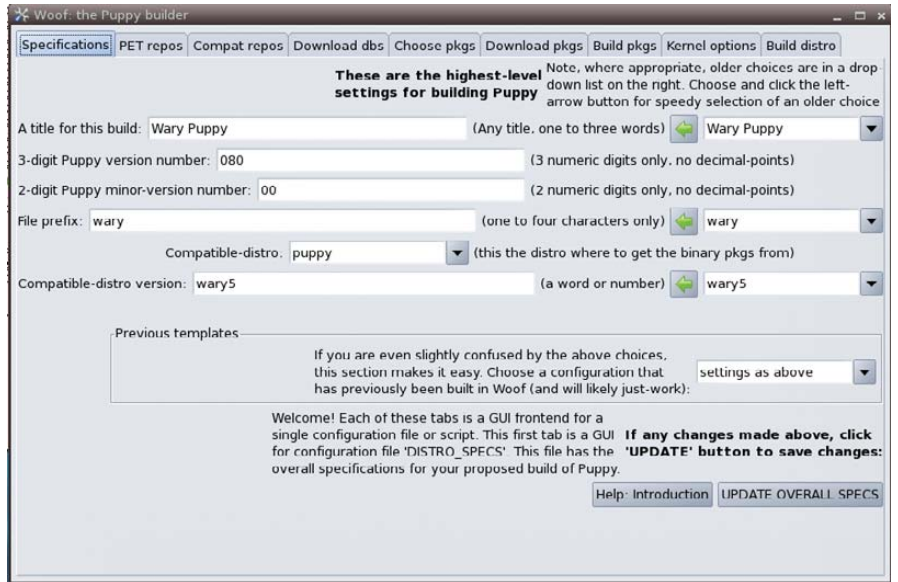 Woof: the Puppy builder
Specifications PET repos Compat repos Download dbs Choose pkgs Download pkgs Build pkgs Kernel options Build distro
These are the highest-level
settings for building Puppy
Note, where appropriate, older choices are in a drop-
down list on the right. Choose and click the left-
arrow button for speedy selection of an older choice
A title for this build: Wary Puppy (Any title, one to three words) Wary Puppy
3-digit Puppy version number: 080 (3 numeric digits only, no decimal-points)
2-digit Puppy minor-version number: 00 (2 numeric digits only, no decimal-points)
File prefix: wary (one to four characters only) wary
Compatible-distro. puppy (this the distro where to get the binary pkgs from)
Compatible-distro version: wary5 (a word or number) wary5
Previous templates
If you are even slightly confused by the above choices,
this section makes it easy. Choose a configuration that
has previously been built in Woof (and will likely just-work):
settings as above
Welcome! Each of these tabs is a GUI frontend for a
single configuration file or script. This first tab is a GUI
for configuration file 'DISTRO_SPECS'. This file has the
overall specifications for your proposed build of Puppy.
If any changes made above, click
'UPDATE' button to save changes:
Help: Introduction UPDATE OVERALL SPECS